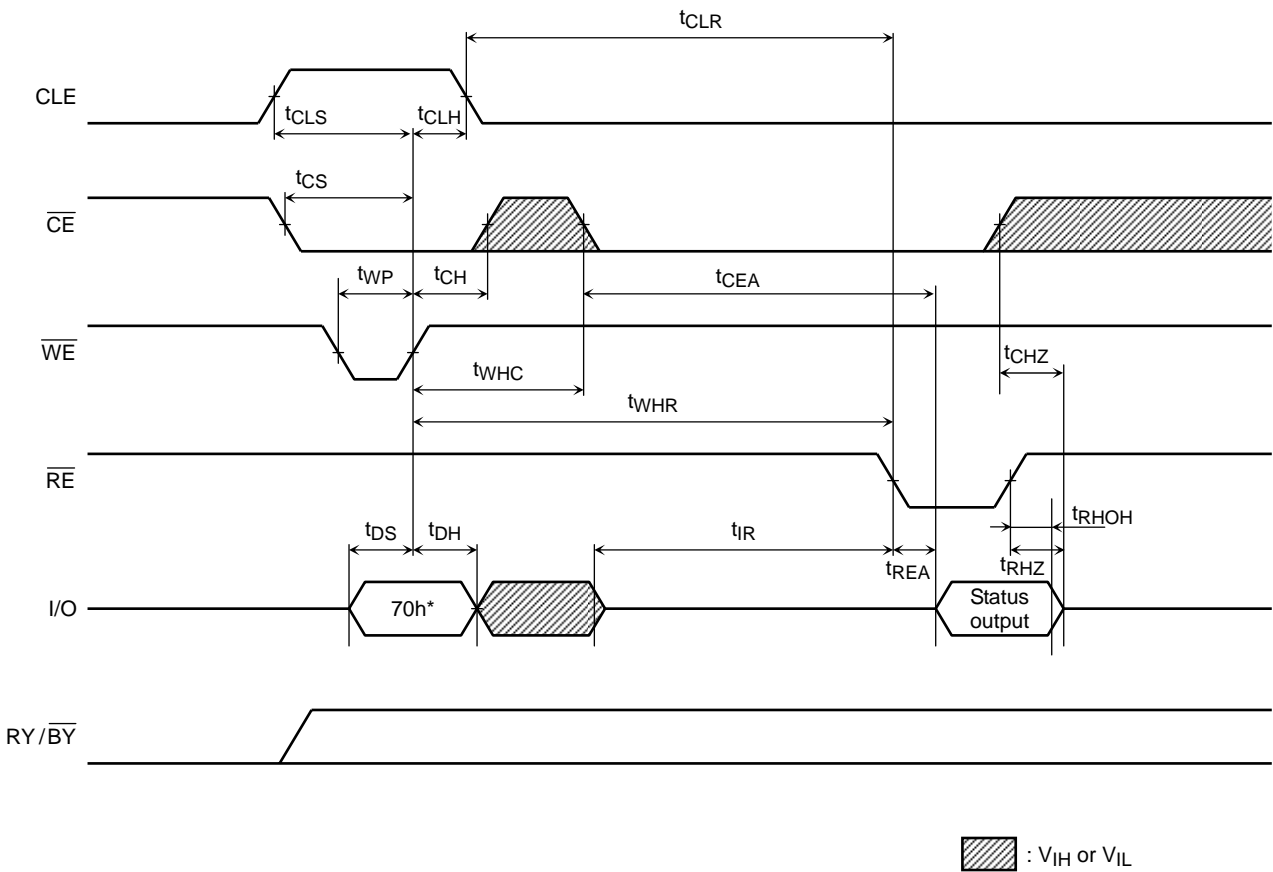 tCLR
CLE
tCLS
tCLH
tCS
CE
tWP
tCH
tCEA
WE
tCHZ
tWHC
tWHR
RE
tRHOH
tDS
tDH
tIR
tREA
tRHZ
I/O
70h*
Status
output
RY/BY
: VIH or VIL